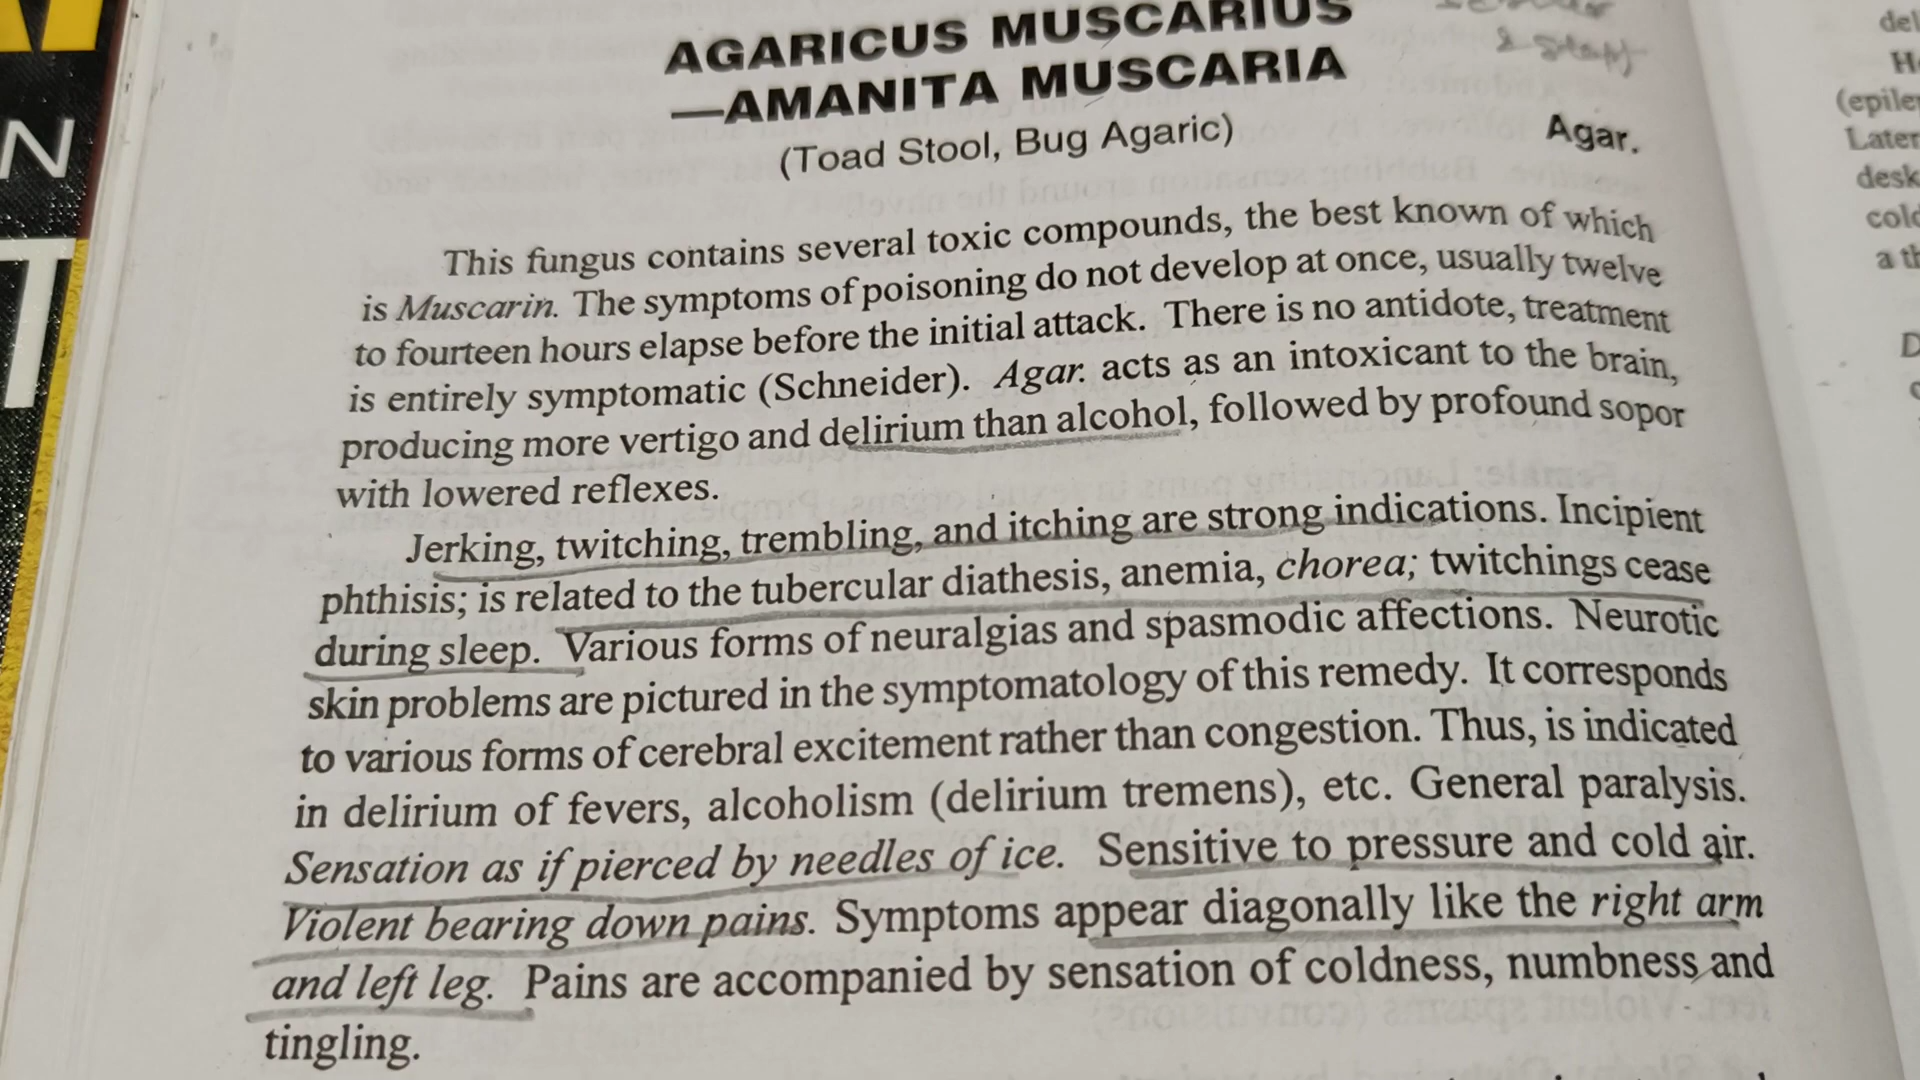 AGARICUS MUSCARIUS
—AMANITA MUSCARIA
(Toad Stool, Bug Agaric)
Agar.
This fungus contains several toxic compounds, the best known of which
is Muscarin. The symptoms of poisoning do not develop at once, usually twelve
to fourteen hours elapse before the initial attack. There is no antidote, treatment
is entirely symptomatic (Schneider). Agar. acts as an intoxicant to the brain,
producing more vertigo and delirium than alcohol, followed by profound sopor
with lowered reflexes.
Jerking, twitching, trembling, and itching are strong indications. Incipient
phthisis; is related to the tubercular diathesis, anemia, chorea; twitchings cease
during sleep. Various forms of neuralgias and spasmodic affections. Neurotic
skin problems are pictured in the symptomatology of this remedy. It corresponds
to various forms of cerebral excitement rather than congestion. Thus, is indicated
in delirium of fevers, alcoholism (delirium tremens), etc. General paralysis.
Sensation as if pierced by needles of ice. Sensitive to pressure and cold air.
Violent bearing down pains. Symptoms appear diagonally like the right arm
and left leg. Pains are accompanied by sensation of coldness, numbness and
tingling.
N
T
del
(epile
Later
desk
cold
a th